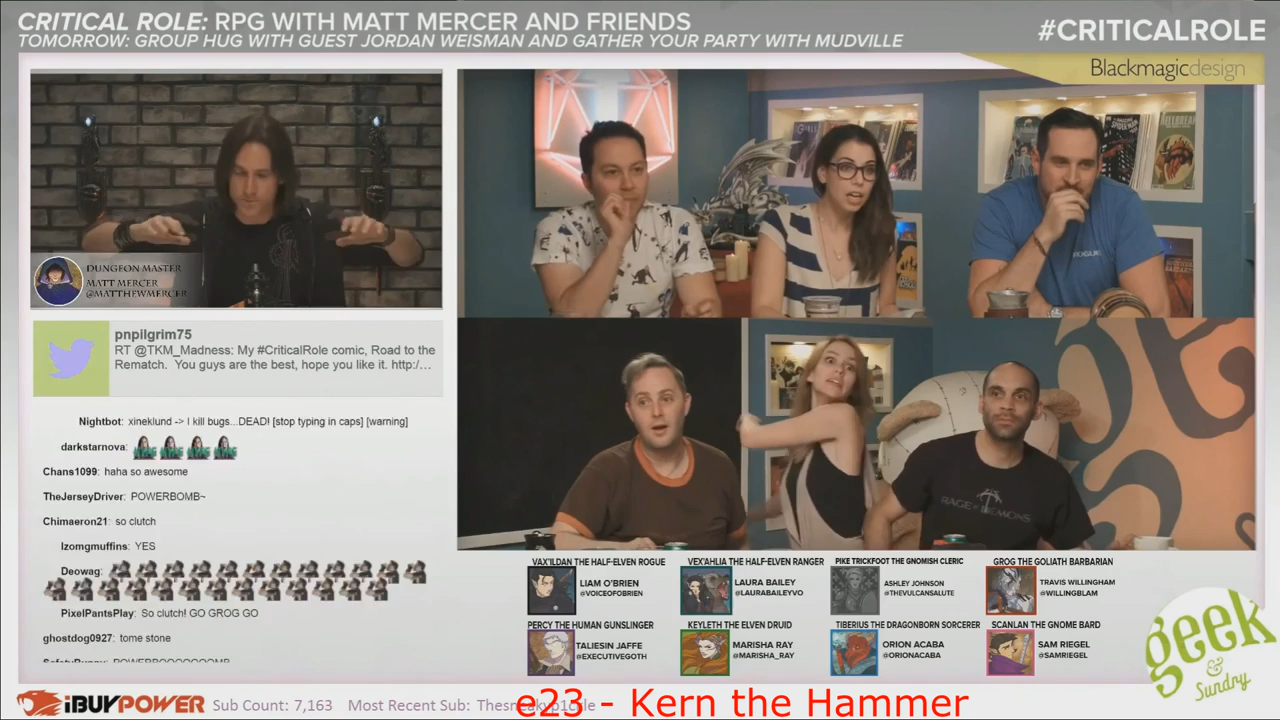 CRITICAL ROLE: RPG WITH MATT MERCER AND FRIENDS
TOMORROW: GROUP HUG WITH GUEST JORDAN WEISMAN AND GATHER YOUR PARTY WITH MUDVILLE
#CRITICALROLE
Blackmagicdesign
DUNGEON MASTER
MATT MERCER
@MATTHEWMERCER
pnpilgrim75
RT @TKM_Madness: My #CriticalRole comic, Road to the
Rematch. You guys are the best, hope you like it. http:/…
Nightbot: xineklund -> I kill bugs...DEAD! [stop typing in caps] [warning]
darkstarnova:
Chans1099: haha so awesome
TheJerseyDriver: POWERBOMB~
Chimaeron21: so clutch
Izomgmuffins: YES
Deowag:
PixelPantsPlay: So clutch! GO GROG GO
ghostdog0927: tome stone
RAGE OF DEMONS
VAX'ILDAN THE HALF-ELVEN ROGUE
LIAM O'BRIEN
@VOICEOFOBRIEN
VEX'AHLIA THE HALF-ELVEN RANGER
LAURA BAILEY
@LAURABAILEYVO
PIKE TRICKFOOT THE GNOMISH CLERIC
ASHLEY JOHNSON
@THEVULCANSALUTE
GROG THE GOLIATH BARBARIAN
TRAVIS WILLINGHAM
@WILLINGBLAM
PERCY THE HUMAN GUNSLINGER
TALIESIN JAFFE
@EXECUTIVEGOTH
KEYLETH THE ELVEN DRUID
MARISHA RAY
@MARISHA_RAY
TIBERIUS THE DRAGONBORN SORCERER
ORION ACABA
@ORIONACABA
SCANLAN THE GNOME BARD
SAM RIEGEL
@SAMRIEGEL
geek
& Sundry
iBUYPOWER
Sub Count: 7,163 Most Recent Sub:
e23 - Kern the Hammer